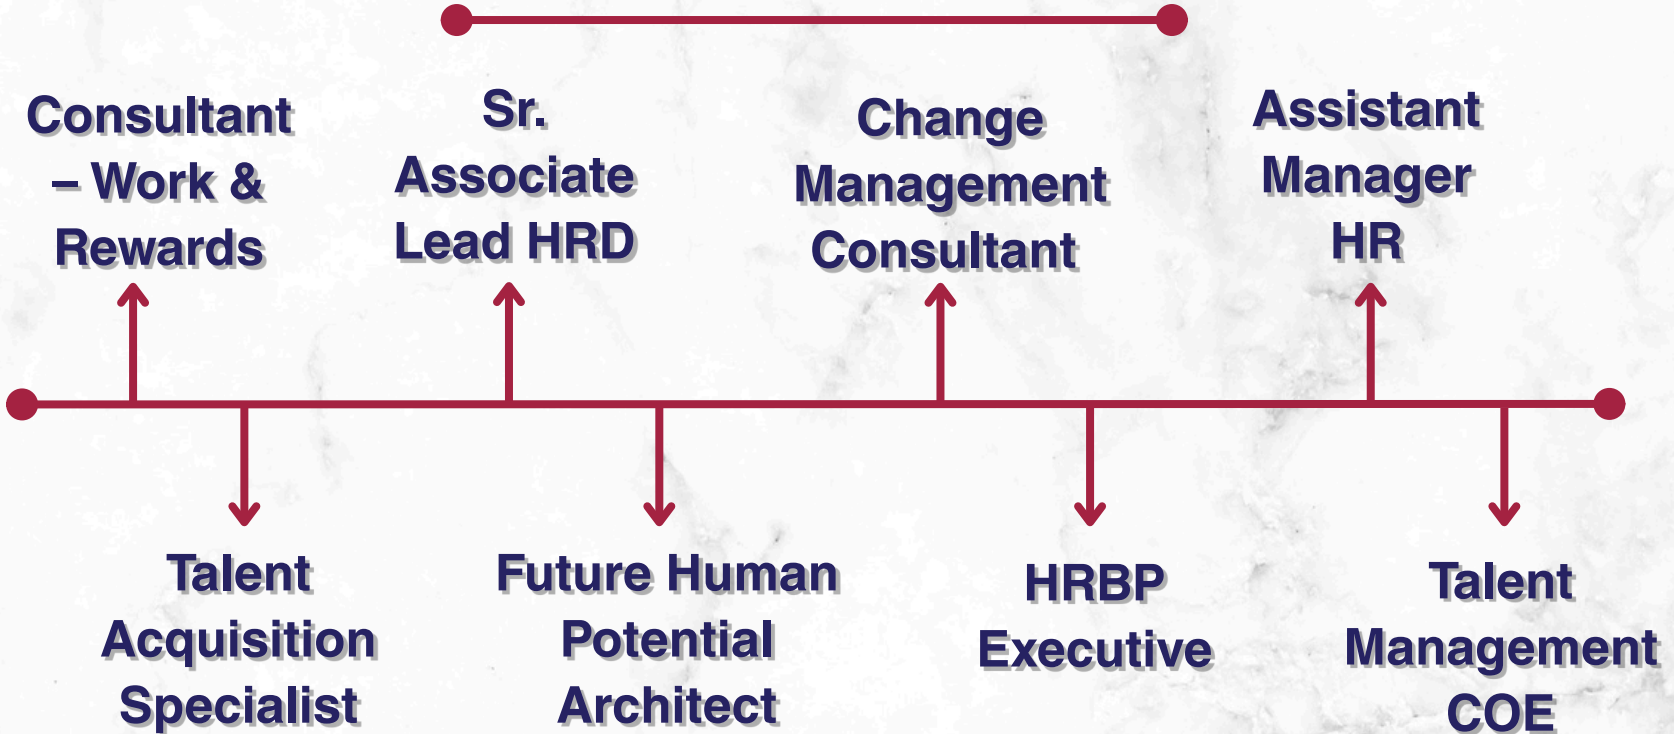 Consultant
– Work &
Rewards
Sr.
Associate
Lead HRD
Change
Management
Consultant
Assistant
Manager
HR
Talent
Acquisition
Specialist
Future Human
Potential
Architect
HRBP
Executive
Talent
Management
COE